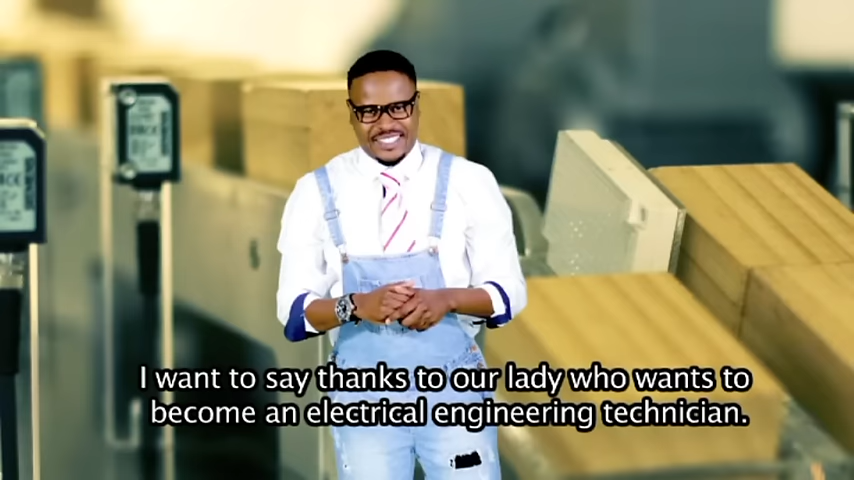 I want to say thanks to our lady who wants to
become an electrical engineering technician.